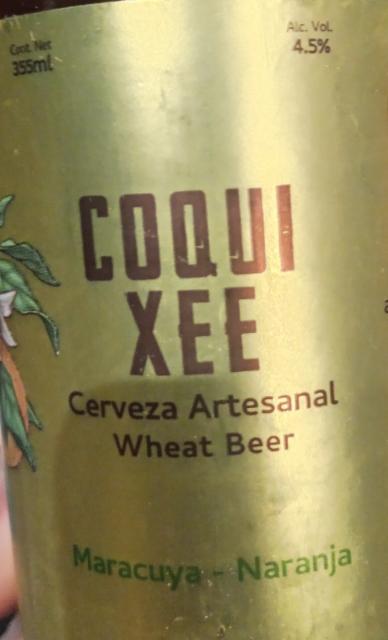 Cont. Net
355ml
Alc. Vol.
4.5%
COQUI
XEE
Cerveza Artesanal
Wheat Beer
Maracuya - Naranja